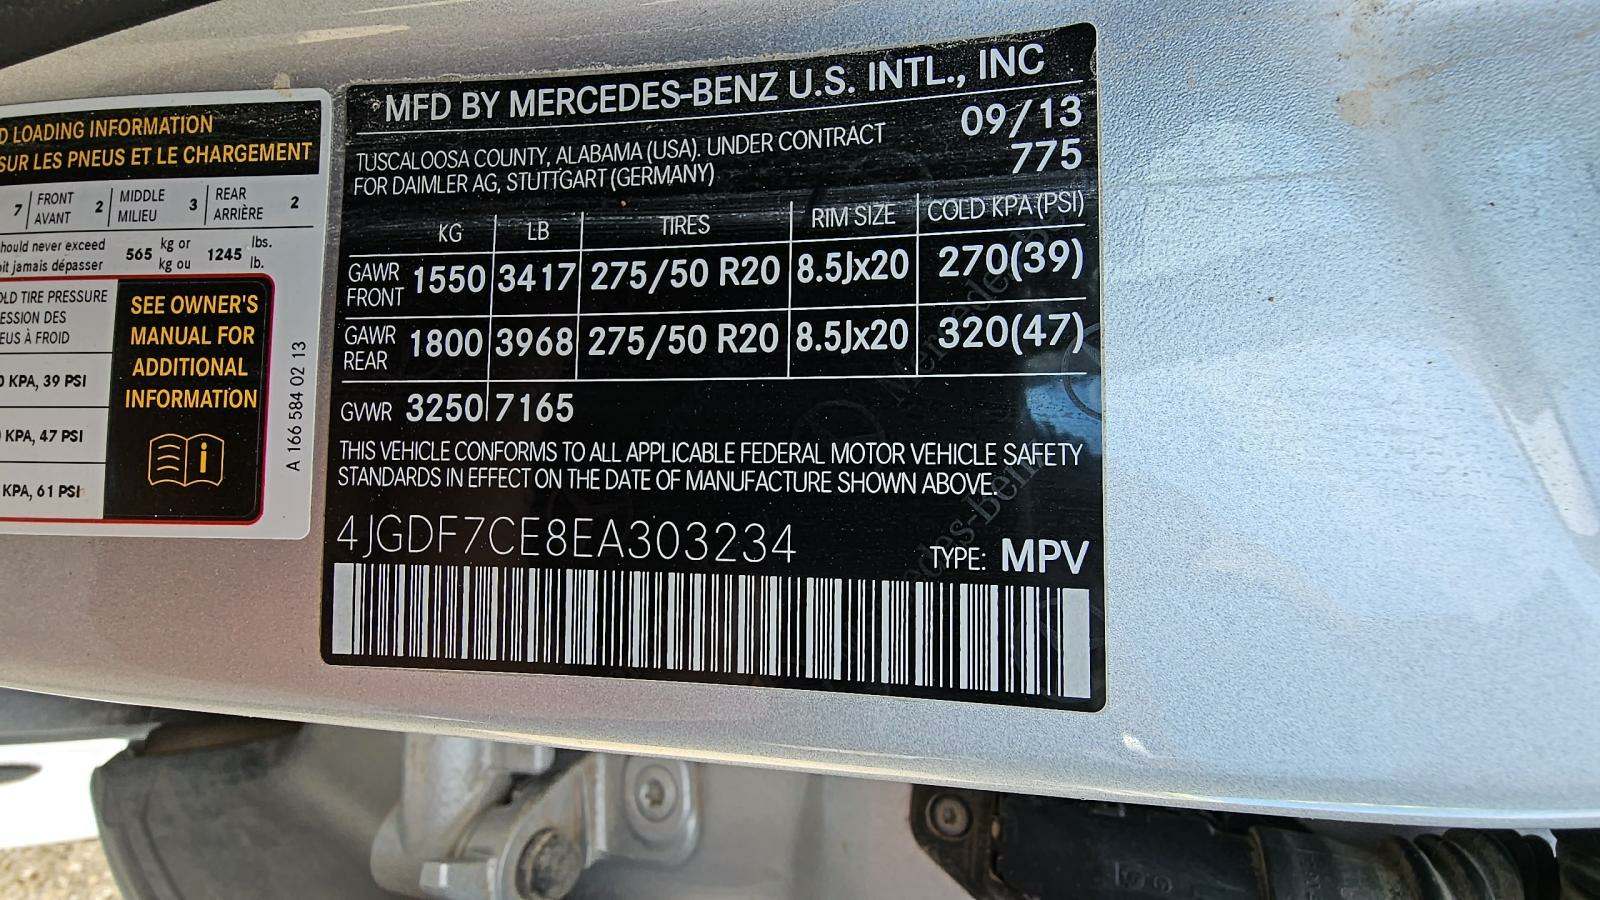 D LOADING INFORMATION
SUR LES PNEUS ET LE CHARGEMENT
7 FRONT AVANT 2 MIDDLE MILIEU 3 REAR ARRIÈRE 2
should never exceed
oit jamais dépasser
565 kg or kg ou 1245 lbs. lb.
OLD TIRE PRESSURE
ESSION DES
EUS À FROID
0 KPA, 39 PSI
KPA, 47 PSI
KPA, 61 PSI
SEE OWNER'S
MANUAL FOR
ADDITIONAL
INFORMATION
i
A 166 584 02 13
MFD BY MERCEDES-BENZ U.S. INTL., INC
TUSCALOOSA COUNTY, ALABAMA (USA). UNDER CONTRACT
FOR DAIMLER AG, STUTTGART (GERMANY)
09/13
775
KG LB TIRES RIM SIZE COLD KPA (PSI)
GAWR FRONT 1550 3417 275/50 R20 8.5Jx20 270(39)
GAWR REAR 1800 3968 275/50 R20 8.5Jx20 320(47)
GVWR 3250 7165
THIS VEHICLE CONFORMS TO ALL APPLICABLE FEDERAL MOTOR VEHICLE SAFETY
STANDARDS IN EFFECT ON THE DATE OF MANUFACTURE SHOWN ABOVE.
4JGDF7CE8EA303234
TYPE: MPV